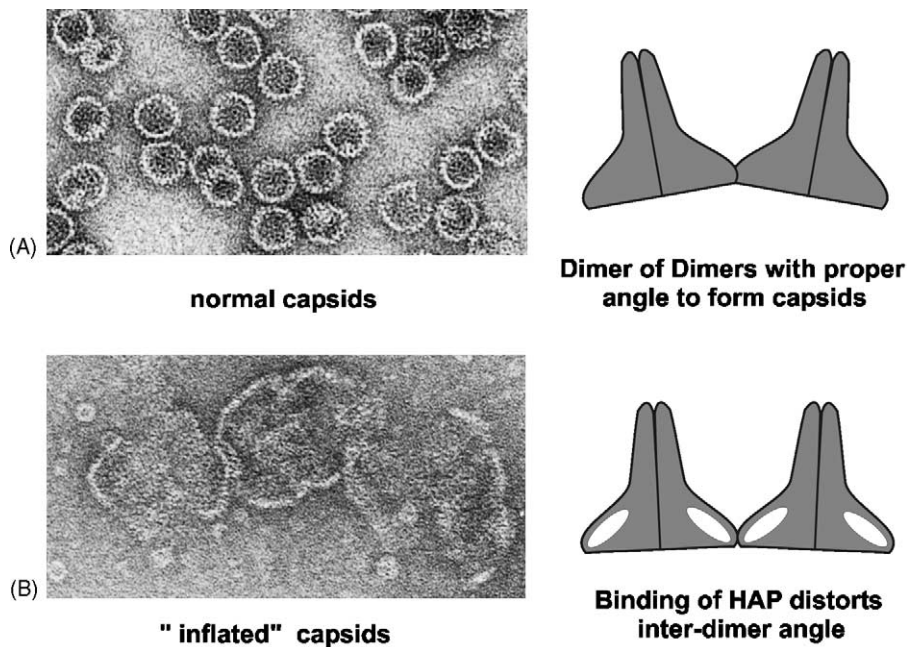 (A)
normal capsids
Dimer of Dimers with proper
angle to form capsids
(B)
" inflated" capsids
Binding of HAP distorts
inter-dimer angle